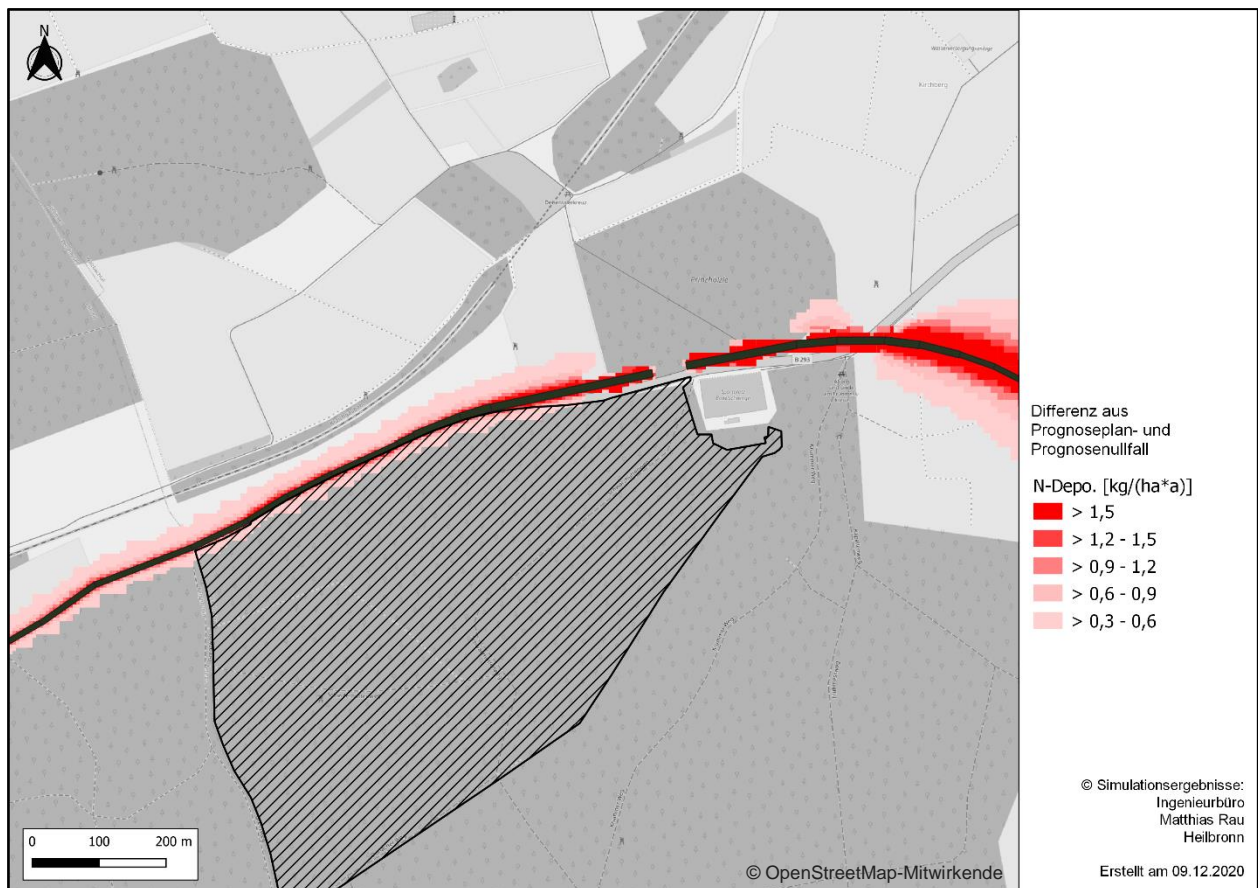 N
Kirchberg
B 293
Differenz aus
Prognoseplan- und
Prognosenullfall
N-Depo. [kg/(ha*a)]
> 1,5
> 1,2 - 1,5
> 0,9 - 1,2
> 0,6 - 0,9
> 0,3 - 0,6
© Simulationsergebnisse:
Ingenieurbüro
Matthias Rau
Heilbronn
Erstellt am 09.12.2020
0 100 200 m
© OpenStreetMap-Mitwirkende